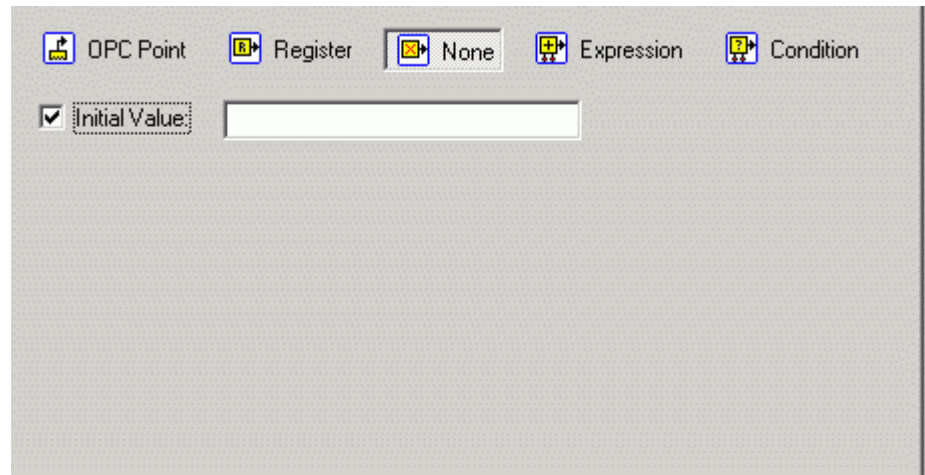 OPC Point Register None Expression Condition
Initial Value: